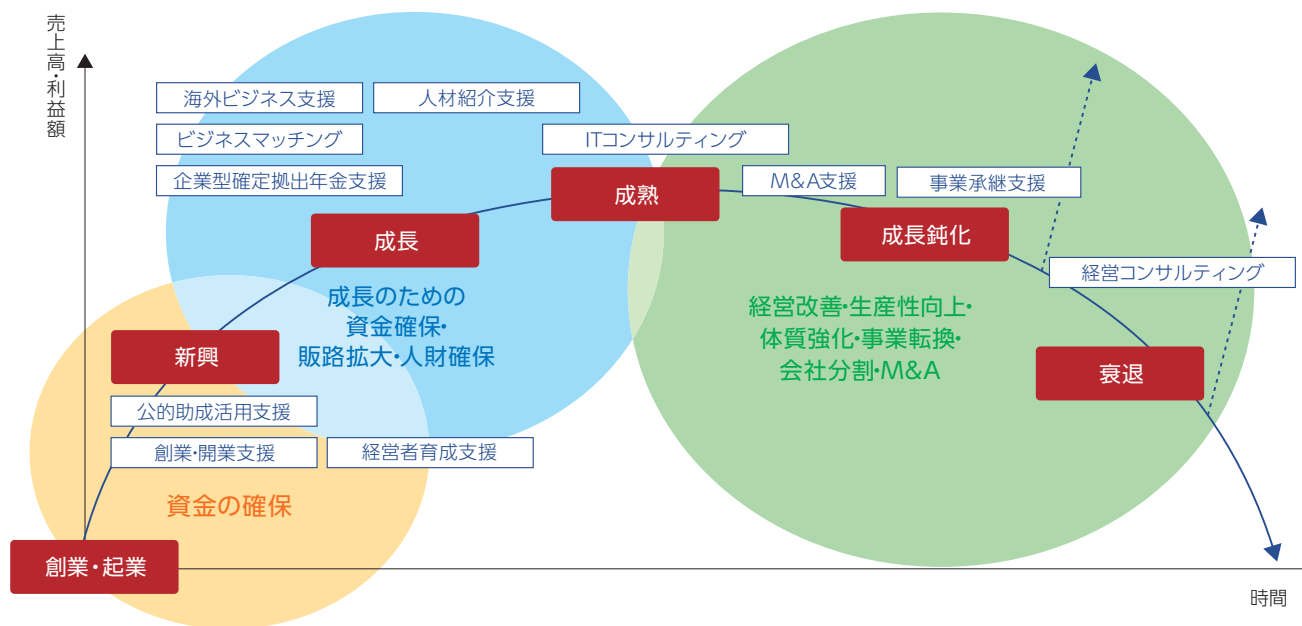 売上高・利益額
海外ビジネス支援
人材紹介支援
ビジネスマッチング
ITコンサルティング
企業型確定拠出年金支援
成熟
M&A支援
事業承継支援
成長
成長鈍化
経営コンサルティング
成長のための
資金確保・
販路拡大・人財確保
経営改善・生産性向上・
体質強化・事業転換・
会社分割・M&A
新興
衰退
公的助成活用支援
創業・開業支援
経営者育成支援
資金の確保
創業・起業
時間